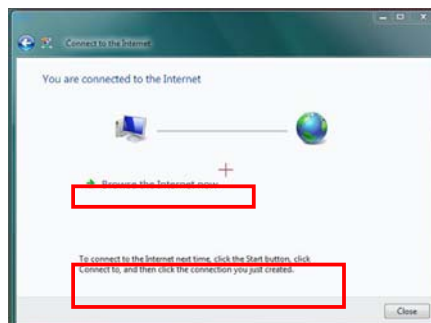 Connect to the Internet
You are connected to the Internet
Browse the Internet now
To connect to the Internet next time, click the Start button, click
Connect to, and then click the connection you just created.
Close